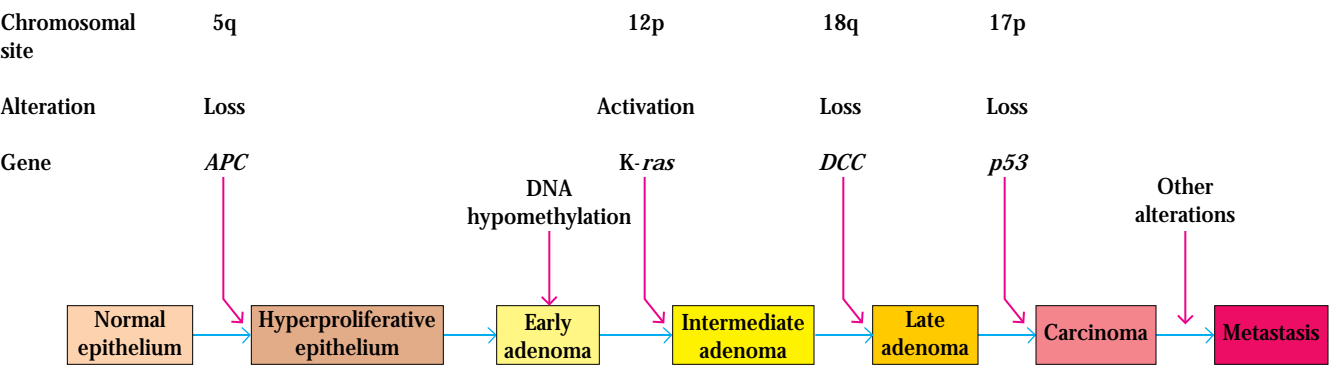 Chromosomal 5q 12p 18q 17p
site
Alteration Loss Activation Loss Loss
Gene APC K-ras DCC p53
DNA
hypomethylation
Other
alterations
Normal
epithelium
Hyperproliferative
epithelium
Early
adenoma
Intermediate
adenoma
Late
adenoma
Carcinoma
Metastasis